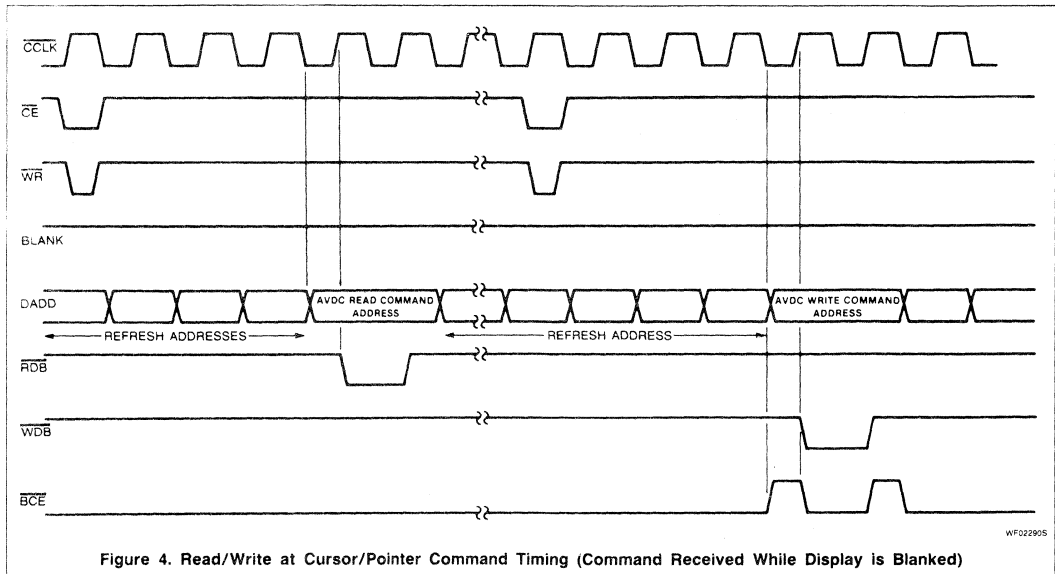 CCLK
CE
WR
BLANK
DADD
AVDC READ COMMAND
ADDRESS
AVDC WRITE COMMAND
ADDRESS
REFRESH ADDRESSES
REFRESH ADDRESS
RDB
WDB
BCE
WF02290S
Figure 4. Read/Write at Cursor/Pointer Command Timing (Command Received While Display is Blanked)